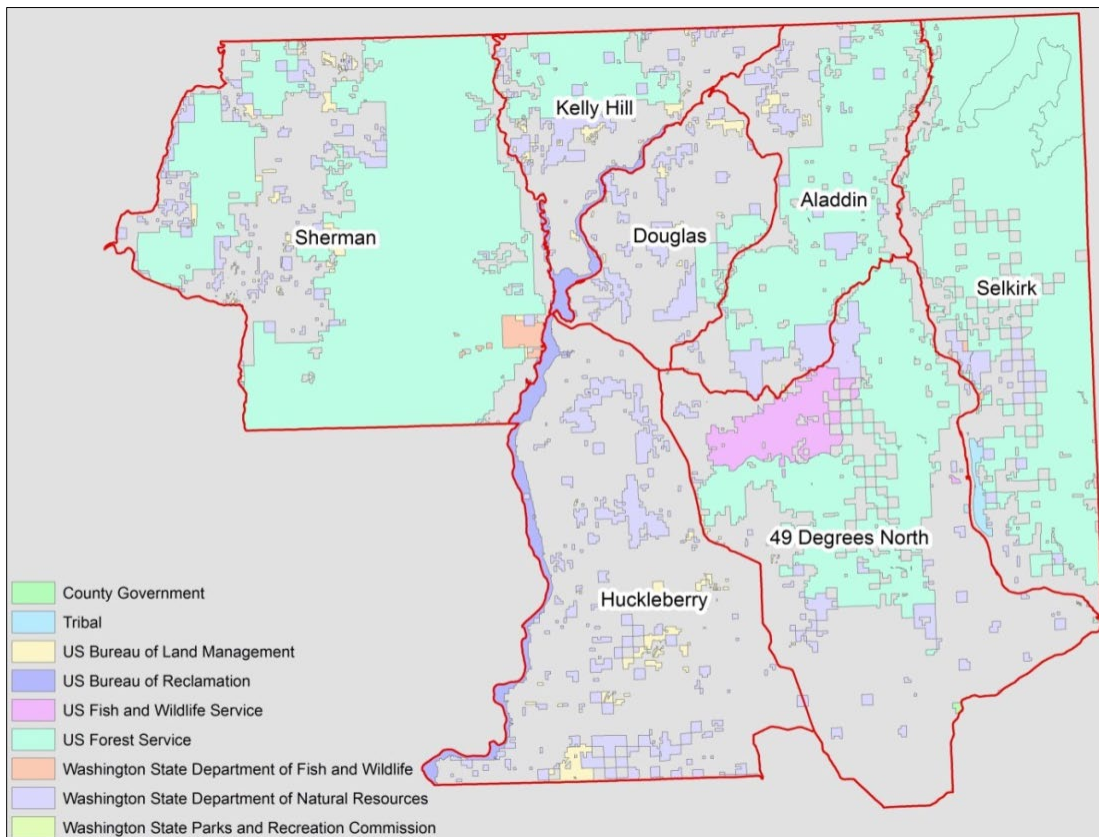 Kelly Hill
Aladdin
Sherman
Douglas
Selkirk
49 Degrees North
Huckleberry
County Government
Tribal
US Bureau of Land Management
US Bureau of Reclamation
US Fish and Wildlife Service
US Forest Service
Washington State Department of Fish and Wildlife
Washington State Department of Natural Resources
Washington State Parks and Recreation Commission